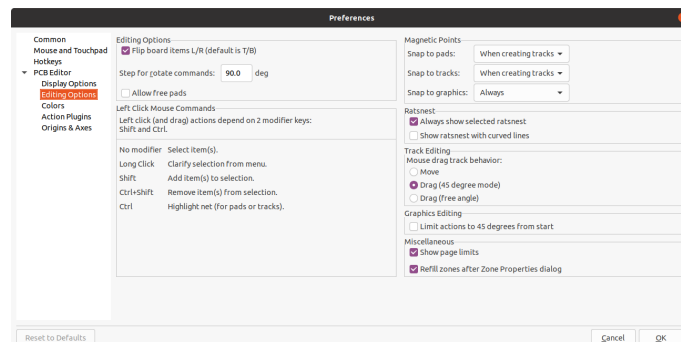 Preferences
Common
Mouse and Touchpad
Hotkeys
PCB Editor
Display Options
Editing Options
Colors
Action Plugins
Origins & Axes
Editing Options
Flip board items L/R (default is T/B)
Step for rotate commands: 90.0 deg
Allow free pads
Left Click Mouse Commands
Left click (and drag) actions depend on 2 modifier keys:
Shift and Ctrl.
No modifier Select item(s).
Long Click Clarify selection from menu.
Shift Add item(s) to selection.
Ctrl+Shift Remove item(s) from selection.
Ctrl Highlight net (for pads or tracks).
Magnetic Points
Snap to pads: When creating tracks
Snap to tracks: When creating tracks
Snap to graphics: Always
Ratsnest
Always show selected ratsnest
Show ratsnest with curved lines
Track Editing
Mouse drag track behavior:
Move
Drag (45 degree mode)
Drag (free angle)
Graphics Editing
Limit actions to 45 degrees from start
Miscellaneous
Show page limits
Refill zones after Zone Properties dialog
Reset to Defaults
Cancel
OK